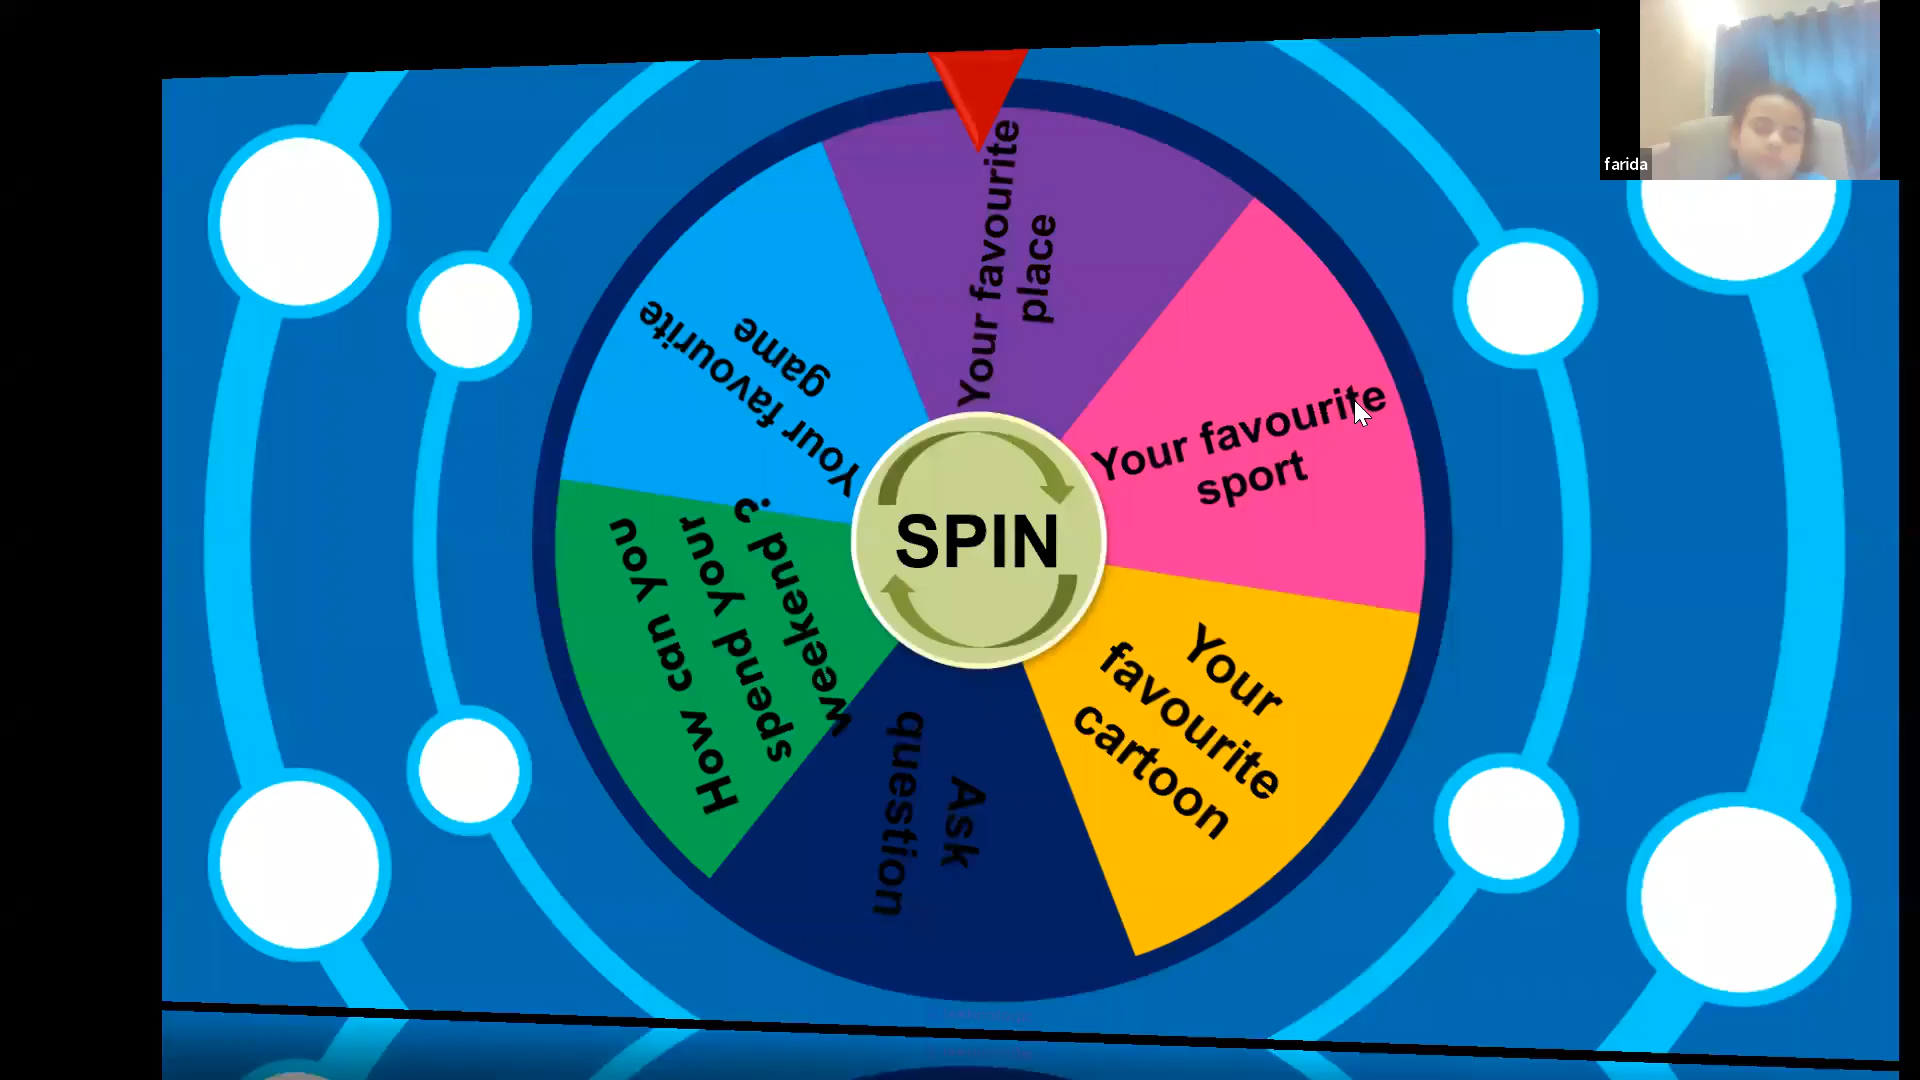 farida
Your favourite
place
Your favourite
sport
Your
favourite
cartoon
Ask
question
How can you
spend your
weekend ?
Your favourite
game
SPIN